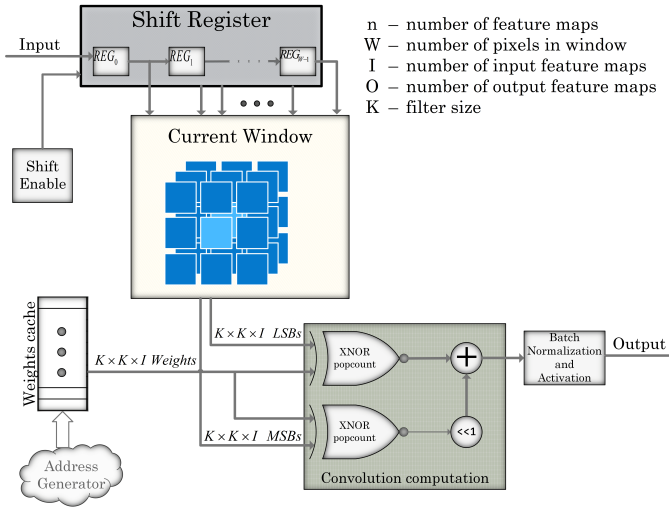 Shift Register
Input
REG0
REG1
REGW-1
n – number of feature maps
W – number of pixels in window
I – number of input feature maps
O – number of output feature maps
K – filter size
Shift
Enable
Current Window
Weights cache
K × K × I LSBs
K × K × I Weights
K × K × I MSBs
XNOR
popcount
XNOR
popcount
+
<<1
Convolution computation
Batch
Normalization
and
Activation
Output
Address
Generator